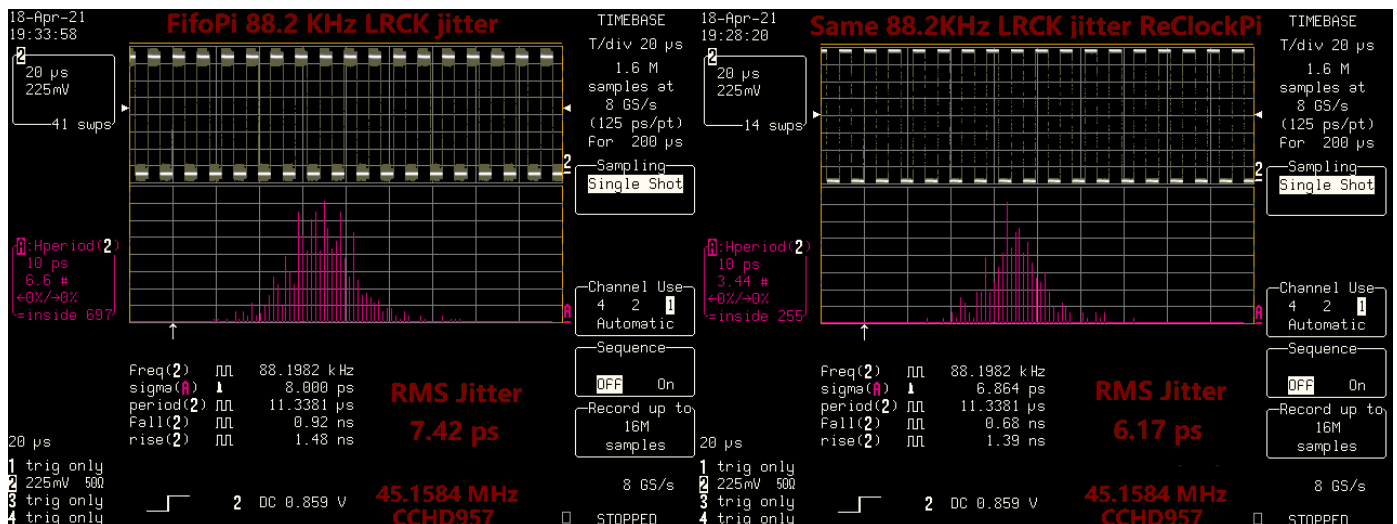 18-Apr-21
19:33:58
FifoPi 88.2 KHz LRCK jitter
TIMEBASE
T/div 20 µs
1.6 M
samples at
8 GS/s
(125 ps/pt)
For 200 µs
2
20 µs
225mV
41 swps
2
Sampling
Single Shot
A:Hperiod(2)
10 ps
6.6 #
←0%/→0%
=inside 697
A
Channel Use
4 2 1
Automatic
Sequence
OFF On
Record up to
16M
samples
Freq(2) 88.1982 kHz
sigma(A) 8.000 ps
period(2) 11.3381 µs
Fall(2) 0.92 ns
rise(2) 1.48 ns
RMS Jitter
7.42 ps
20 µs
1 trig only
2 225mV 50Ω
3 trig only
4 trig only
2 DC 0.859 V
45.1584 MHz
CCHD957
8 GS/s
STOPPED
18-Apr-21
19:28:20
Same 88.2KHz LRCK jitter ReClockPi
TIMEBASE
T/div 20 µs
1.6 M
samples at
8 GS/s
(125 ps/pt)
For 200 µs
2
20 µs
225mV
14 swps
2
Sampling
Single Shot
A:Hperiod(2)
10 ps
3.44 #
←0%/→0%
=inside 255
A
Channel Use
4 2 1
Automatic
Sequence
OFF On
Record up to
16M
samples
Freq(2) 88.1982 kHz
sigma(A) 6.864 ps
period(2) 11.3381 µs
Fall(2) 0.68 ns
rise(2) 1.39 ns
RMS Jitter
6.17 ps
20 µs
1 trig only
2 225mV 50Ω
3 trig only
4 trig only
2 DC 0.859 V
45.1584 MHz
CCHD957
8 GS/s
STOPPED